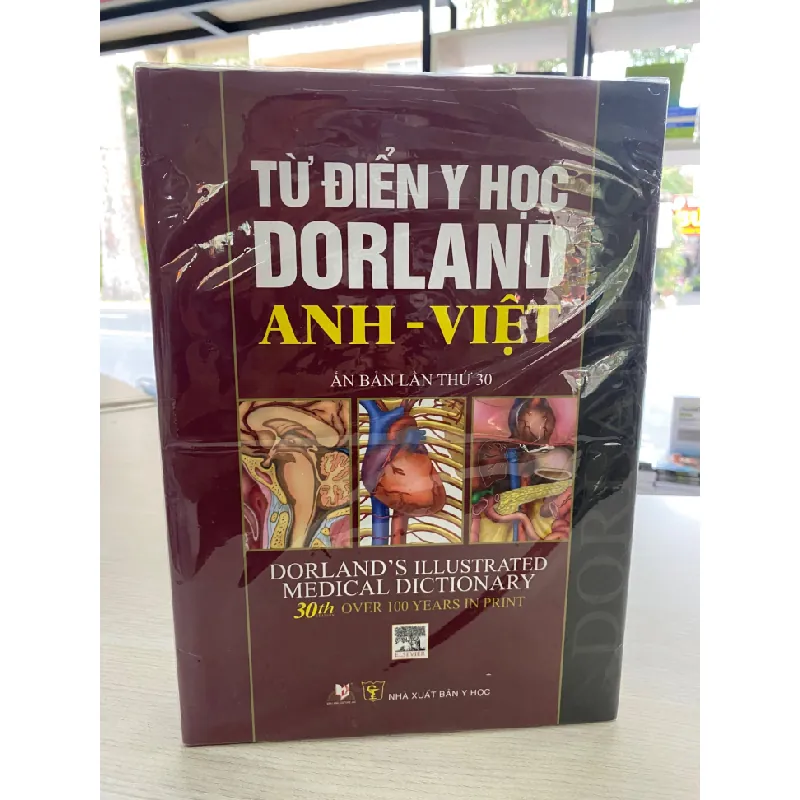 TỪ ĐIỂN Y HỌC
DORLAND
ANH - VIỆT
ẤN BẢN LẦN THỨ 30
DORLAND'S ILLUSTRATED
MEDICAL DICTIONARY
30th OVER 100 YEARS IN PRINT
ELSEVIER
NHÀ XUẤT BẢN Y HỌC